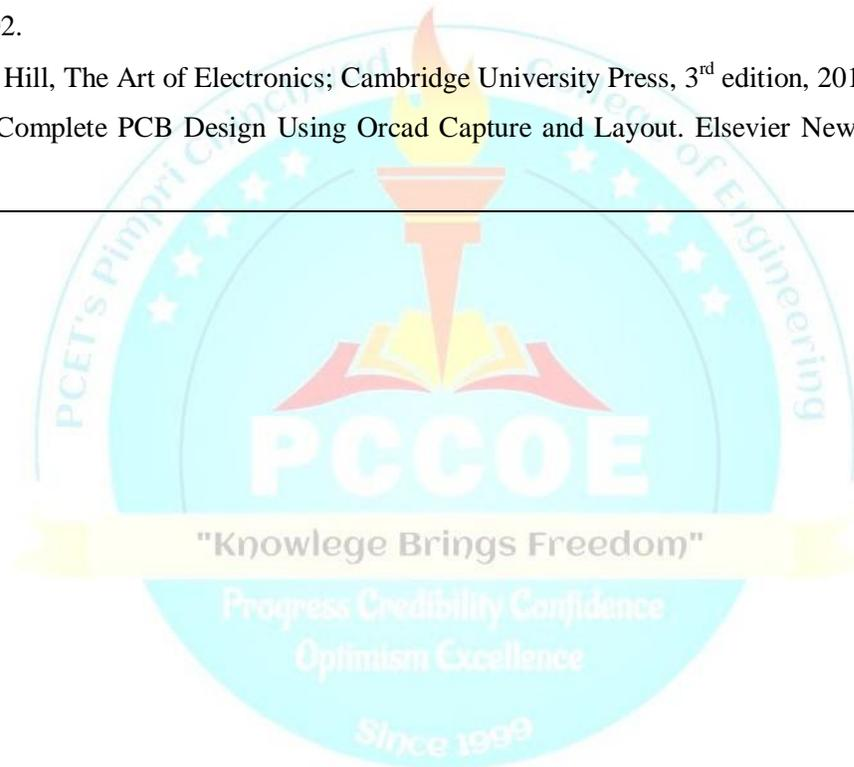 02.
Hill, The Art of Electronics; Cambridge University Press, 3rd edition, 201
Complete PCB Design Using Orcad Capture and Layout. Elsevier New
PCET's Pimpri Chinchwad College of Engineering
PCCOE
"Knowlege Brings Freedom"
Progress Credibility Confidence
Optimism Excellence
Since 1999